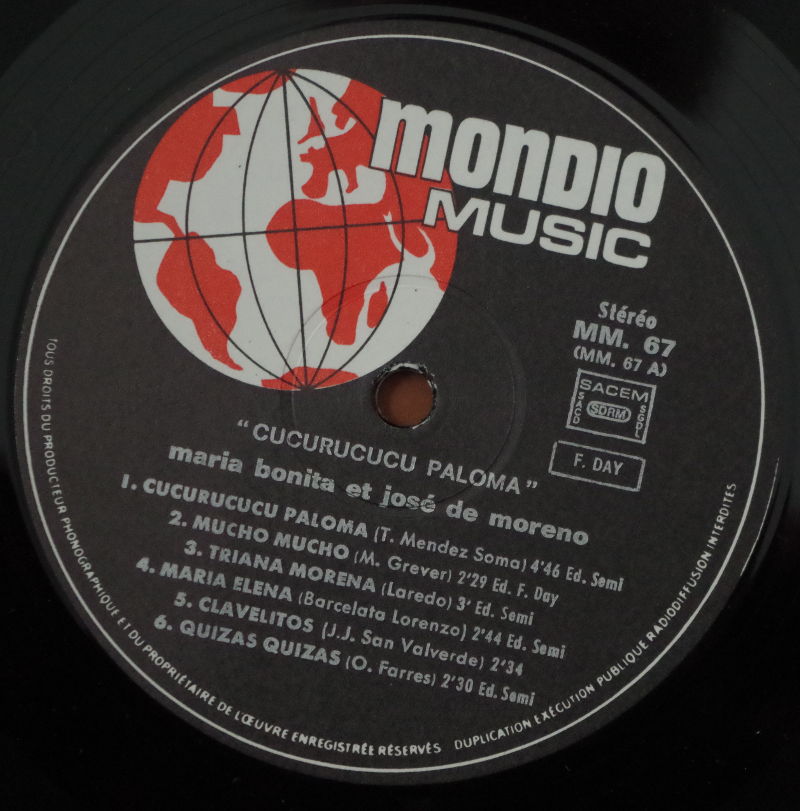 MONDIO
MUSIC
Stéréo
MM. 67
(MM. 67 A)
SACEM
SACD
SDRM
SGDL
F. DAY
"CUCURUCUCU PALOMA"
maria bonita et josé de moreno
1. CUCURUCUCU PALOMA (T. Mendez Soma) 4'46 Ed. Semi
2. MUCHO MUCHO (M. Grever) 2'29 Ed. F. Day
3. TRIANA MORENA (Laredo) 3' Ed. Semi
4. MARIA ELENA (Barcelata Lorenzo) 2'44 Ed. Semi
5. CLAVELITOS (J.J. San Valverde) 2'34
6. QUIZAS QUIZAS (O. Farres) 2'30 Ed. Semi
TOUS DROITS DU PRODUCTEUR PHONOGRAPHIQUE ET DU PROPRIÉTAIRE DE L'ŒUVRE ENREGISTRÉE RÉSERVÉS DUPLICATION EXÉCUTION PUBLIQUE RADIODIFFUSION INTERDITES